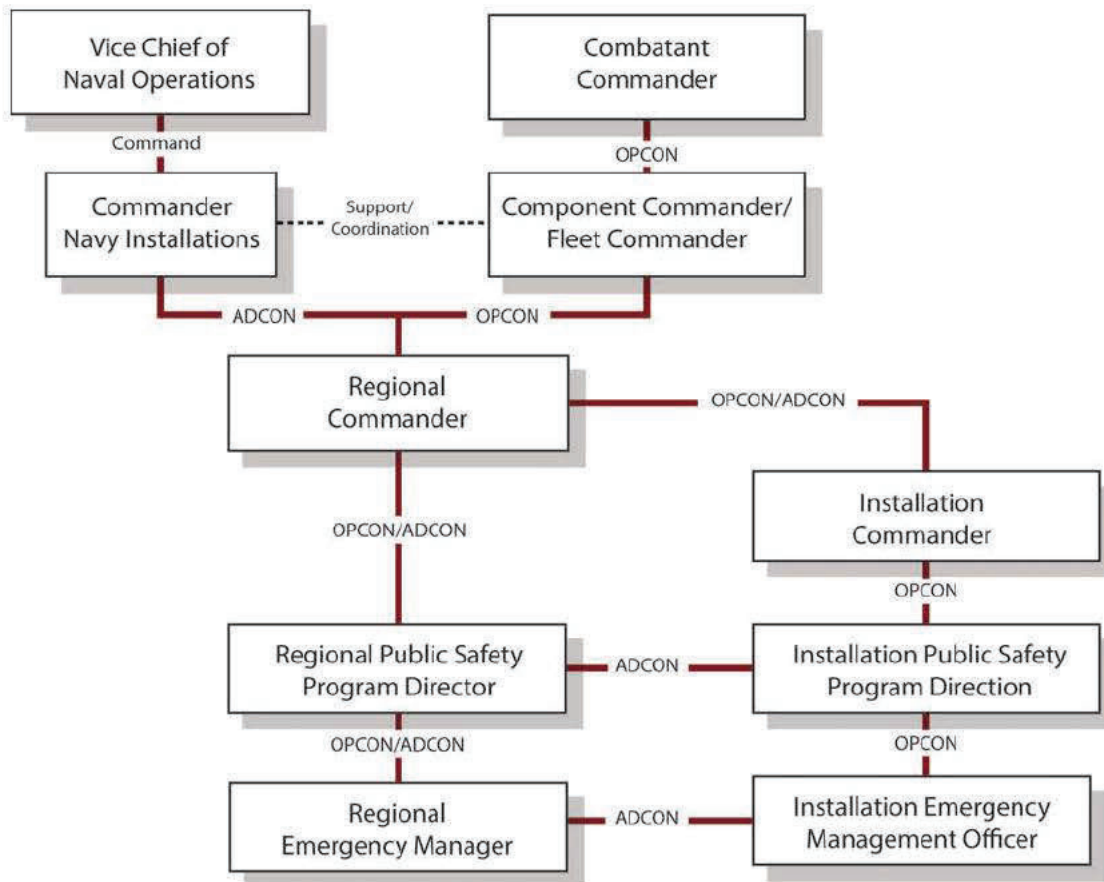 Vice Chief of
Naval Operations
Combatant
Commander
Command
OPCON
Commander
Navy Installations
Support/
Coordination
Component Commander/
Fleet Commander
ADCON
OPCON
Regional
Commander
OPCON/ADCON
Installation
Commander
OPCON/ADCON
OPCON
Regional Public Safety
Program Director
ADCON
Installation Public Safety
Program Direction
OPCON/ADCON
OPCON
Regional
Emergency Manager
ADCON
Installation Emergency
Management Officer